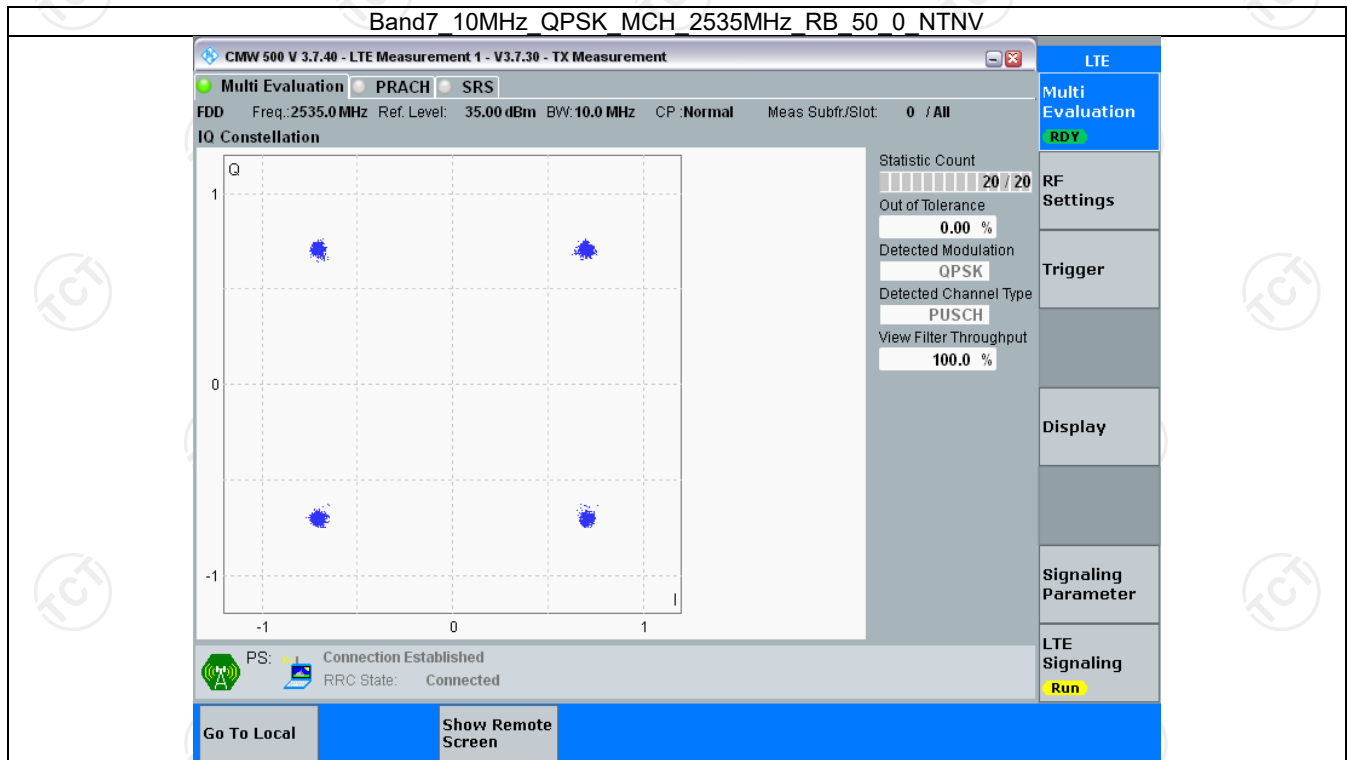 Band7_10MHz_QPSK_MCH_2535MHz_RB_50_0_NTNV
CMW 500 V 3.7.40 - LTE Measurement 1 - V3.7.30 - TX Measurement
LTE
Multi Evaluation PRACH SRS
FDD Freq.:2535.0 MHz Ref. Level: 35.00 dBm BW:10.0 MHz CP :Normal Meas Subfr./Slot: 0 / All
IQ Constellation
Q
1
0
-1
-1 0 1
I
Statistic Count
20 / 20
Out of Tolerance
0.00 %
Detected Modulation
QPSK
Detected Channel Type
PUSCH
View Filter Throughput
100.0 %
Multi
Evaluation
RDY
RF
Settings
Trigger
Display
Signaling
Parameter
LTE
Signaling
Run
PS: Connection Established
RRC State: Connected
Go To Local
Show Remote
Screen
TCT
TCT
TCT
TCT